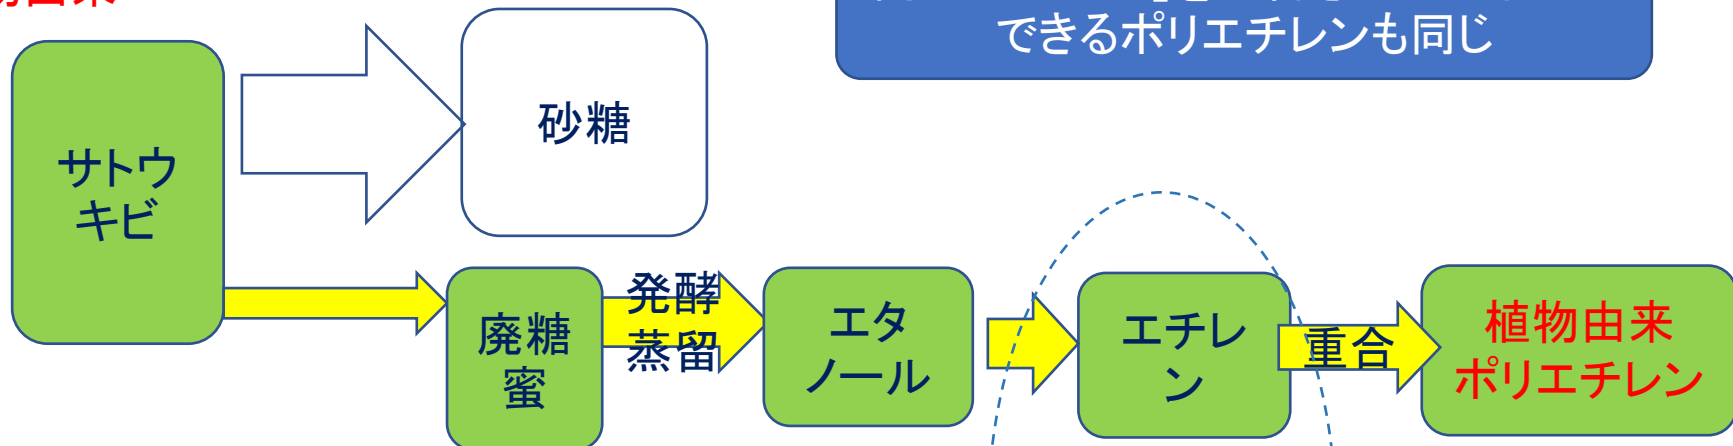 できるポリエチレンも同じ
砂糖
サトウ
キビ
発酵
蒸留
廃糖
蜜
エタ
ノール
エチレ
ン
重合
植物由来
ポリエチレン